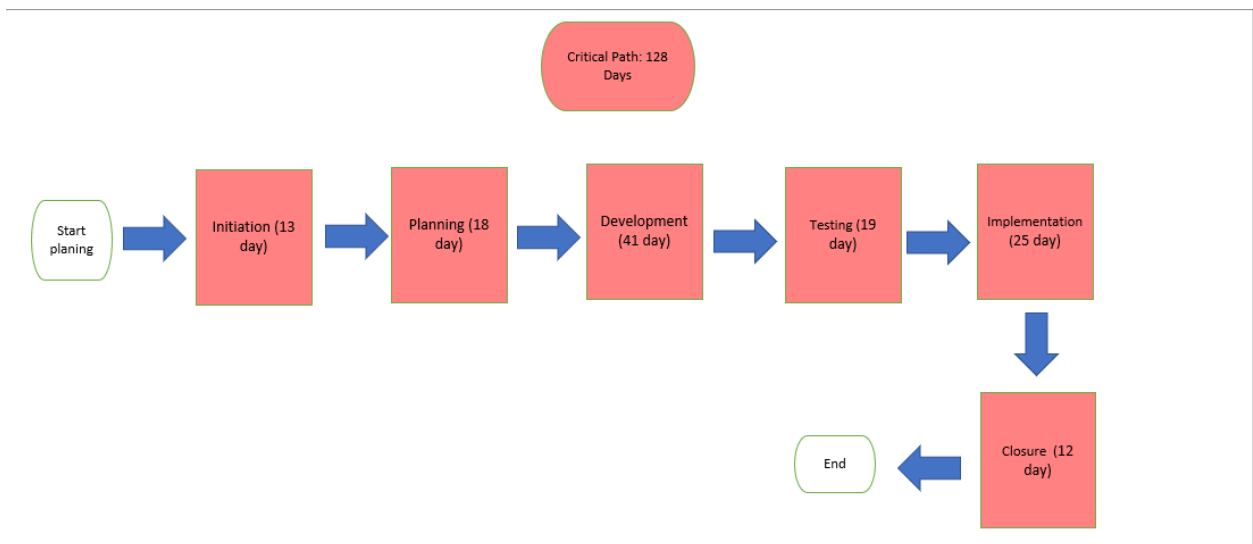 Critical Path: 128
Days
Start
planing
Initiation (13
day)
Planning (18
day)
Development
(41 day)
Testing (19
day)
Implementation
(25 day)
Closure (12
day)
End